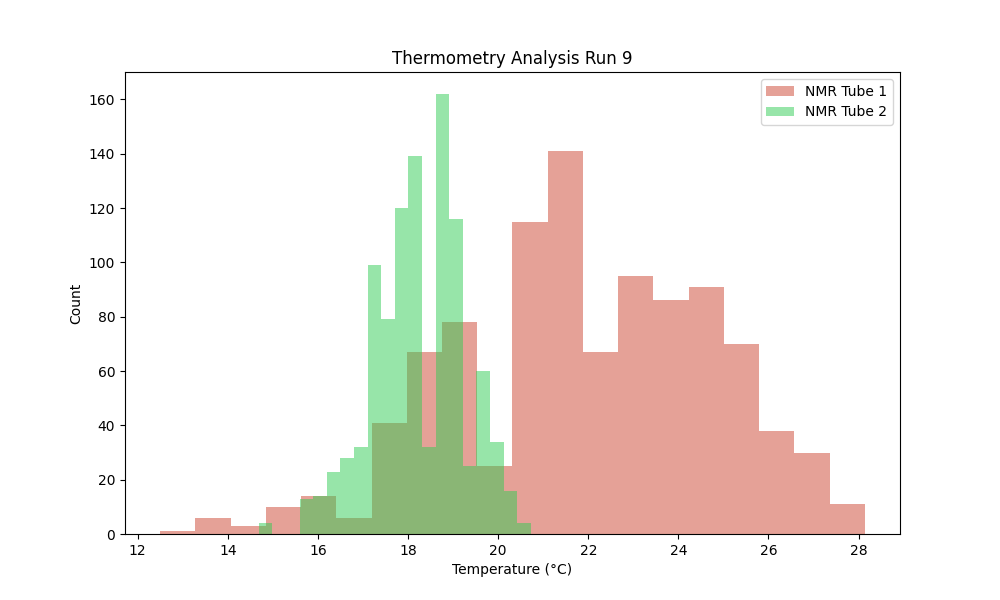 Thermometry Analysis Run 9
NMR Tube 1
NMR Tube 2
160
140
120
100
80
60
40
20
0
Count
12 14 16 18 20 22 24 26 28
Temperature (°C)